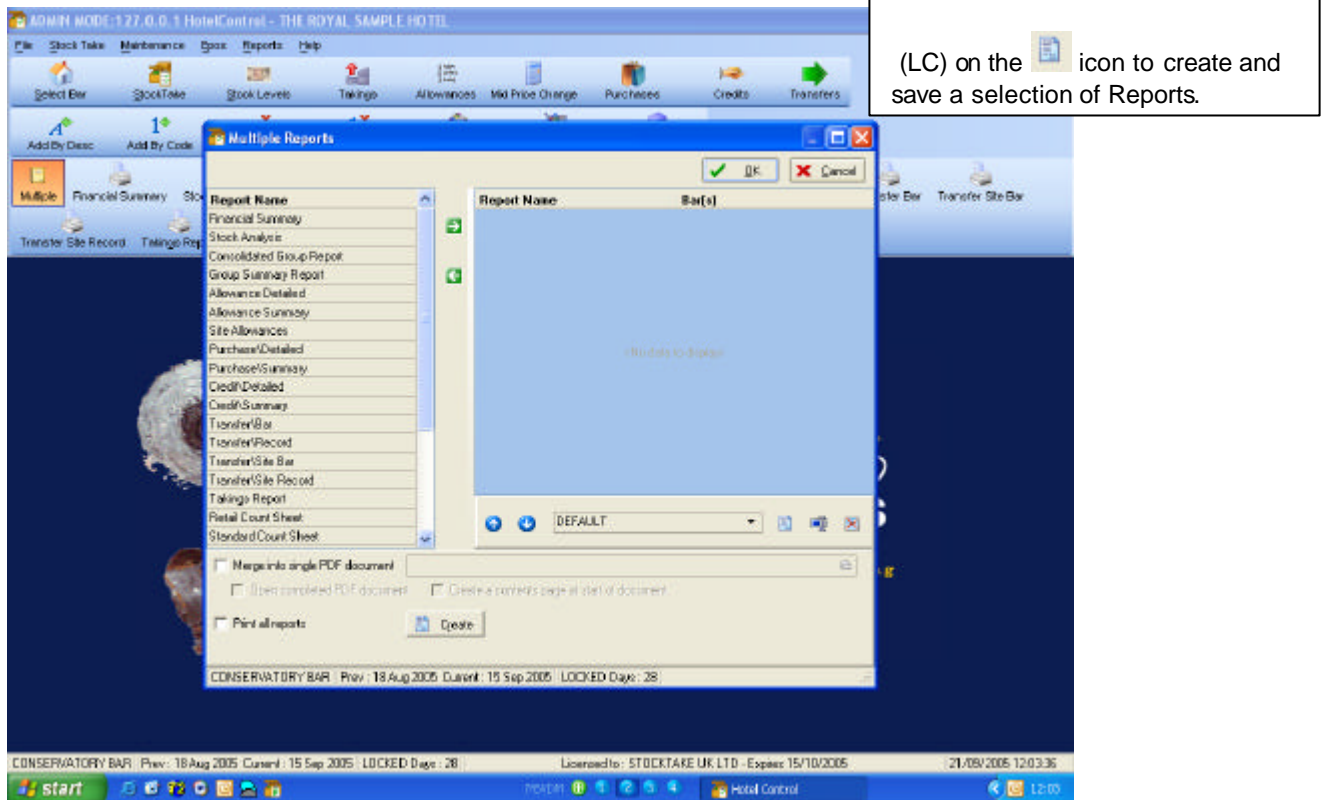 ADMIN MODE:127.0.0.1 HotelControl - THE ROYAL SAMPLE HOTEL
File Stock Take Maintenance Epos Reports Help
Select Bar StockTake Stock Levels Takings Allowances Mid Price Change Purchases Credits Transfers
(LC) on the icon to create and
save a selection of Reports.
Add By Desc Add By Code
Multiple Financial Summary
Transfer Site Bar
Transfer Site Record
Multiple Reports
OK Cancel
Report Name
Financial Summary
Stock Analysis
Consolidated Group Report
Group Summary Report
Allowance Detailed
Allowance Summary
Site Allowances
Purchase\Detailed
Purchase\Summary
Credit\Detailed
Credit\Summary
Transfer\Bar
Transfer\Record
Transfer\Site Bar
Transfer\Site Record
Takings Report
Retail Count Sheet
Standard Count Sheet
Report Name Bar(s)
<No data to display>
DEFAULT
Merge into single PDF document
Open completed PDF document Create a contents page at start of document
Print all reports Create
CONSERVATORY BAR Prev : 18 Aug 2005 Current : 15 Sep 2005 LOCKED Days : 28
CONSERVATORY BAR Prev : 18 Aug 2005 Current : 15 Sep 2005 LOCKED Days : 28 Licensed to : STOCKTAKE UK LTD - Expires 15/10/2005 21/09/2005 12:03:36
start Hotel Control 12:03